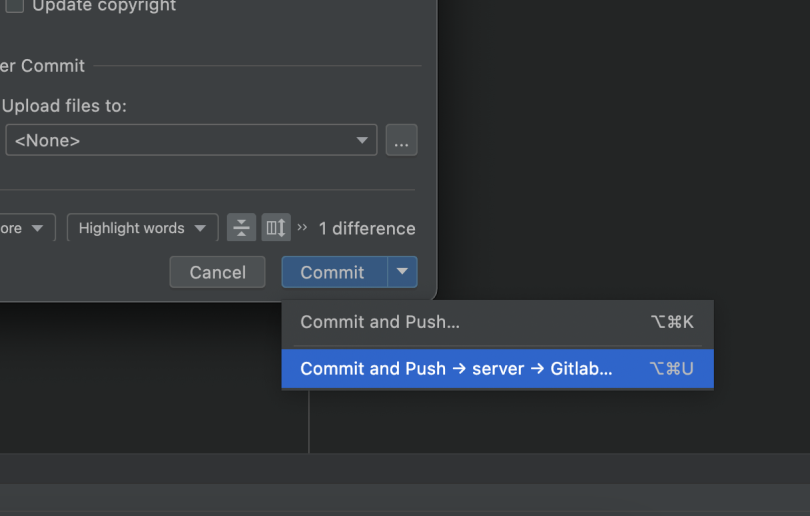 Update copyright
er Commit
Upload files to:
<None>
...
ore
Highlight words
» 1 difference
Cancel
Commit
Commit and Push... ⌥⌘K
Commit and Push → server → Gitlab... ⌥⌘U